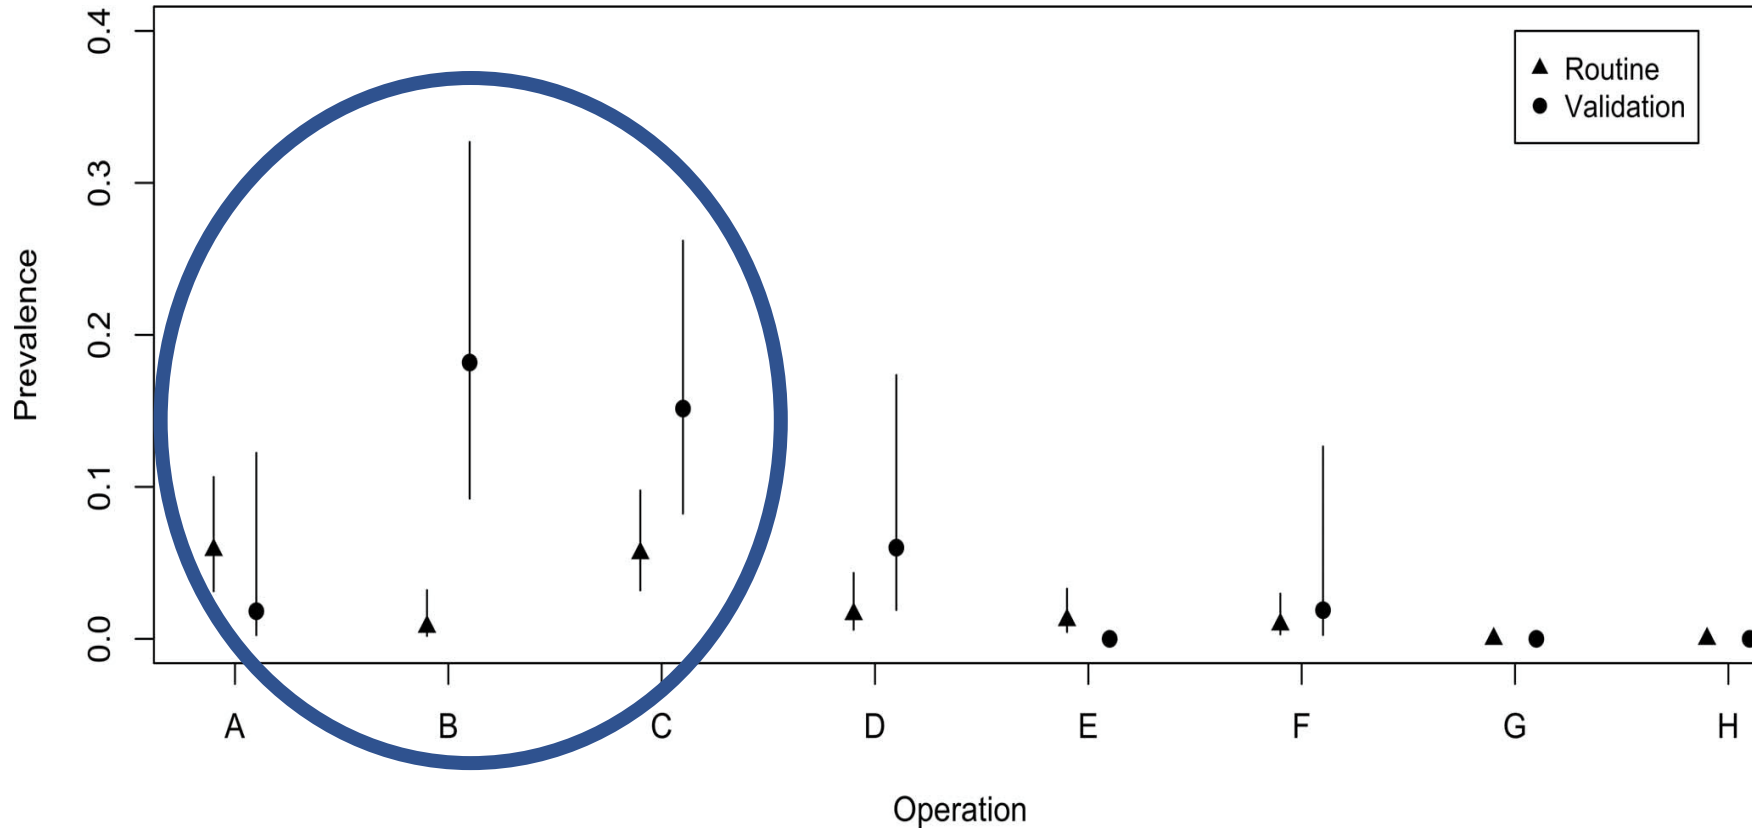 0.4
0.3
0.2
0.1
0.0
Prevalence
Routine
Validation
A B C D E F G H
Operation